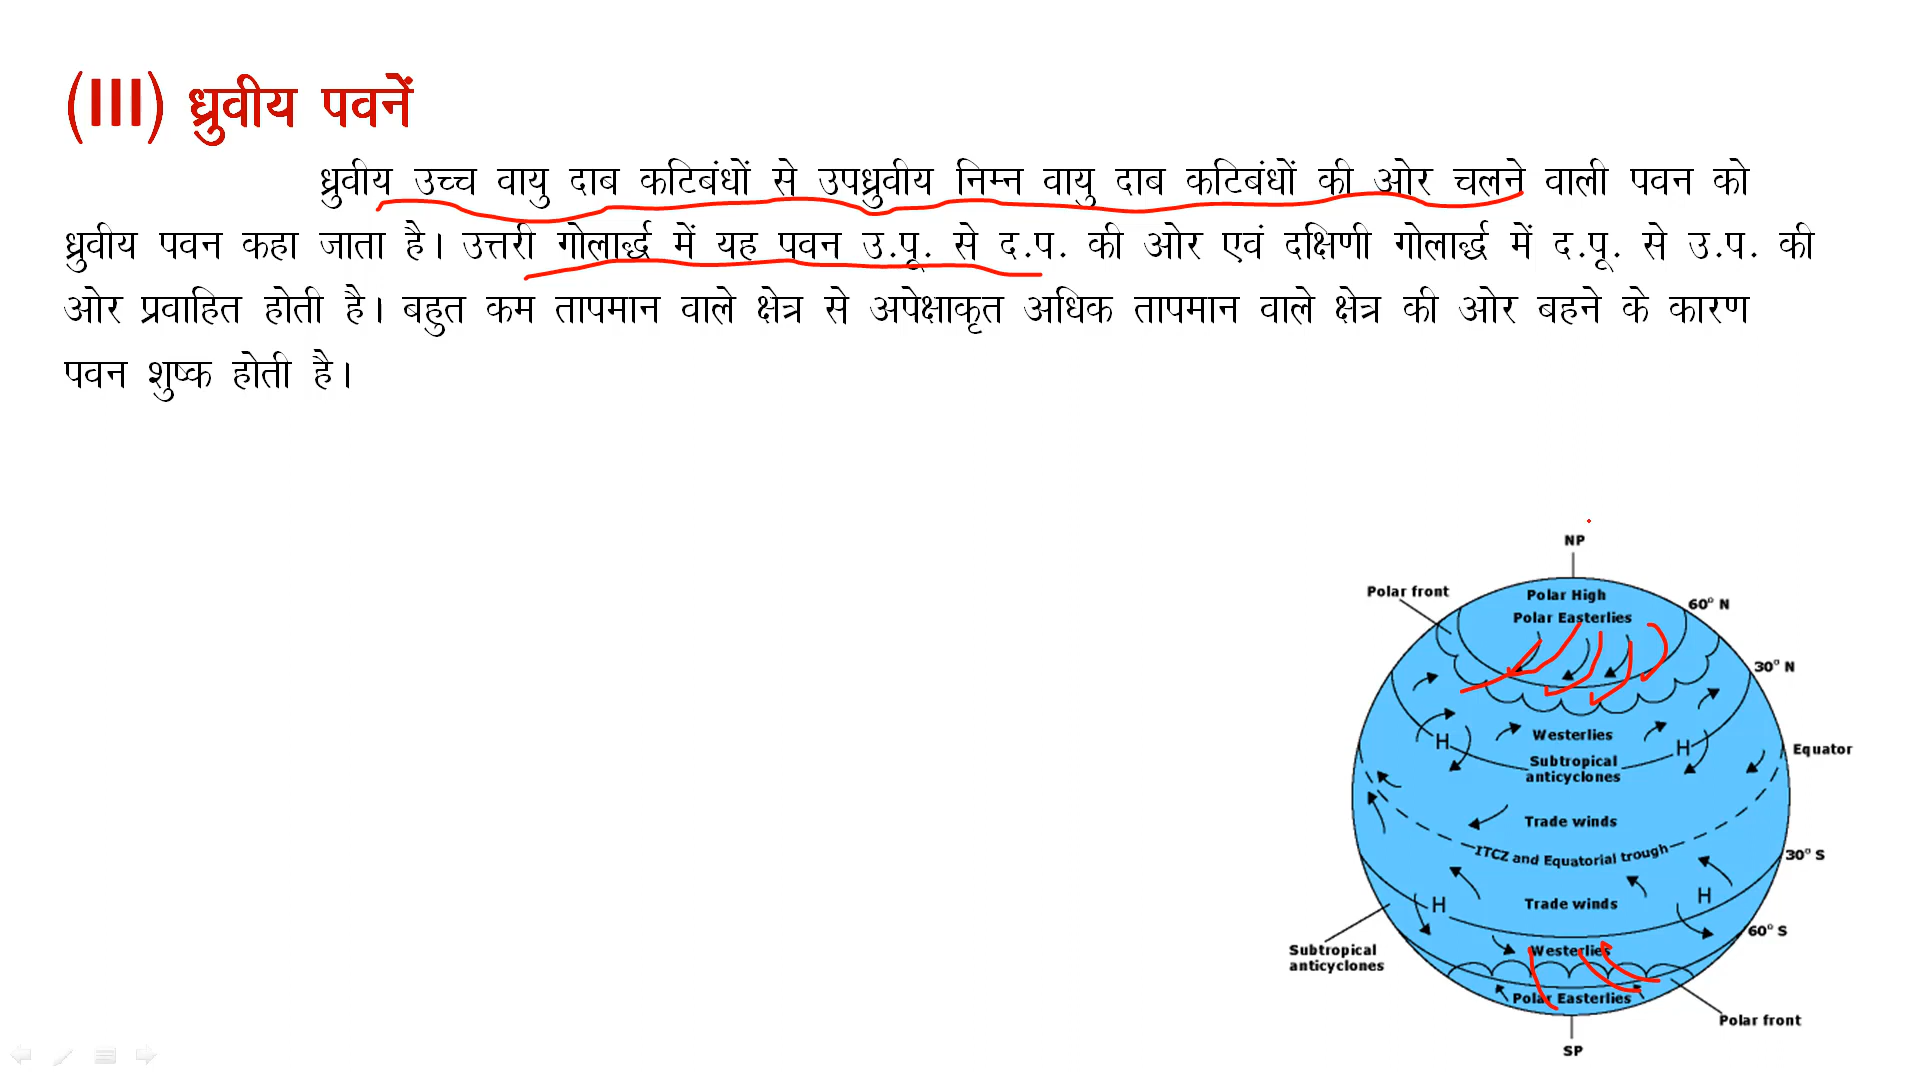 (III) ध्रुवीय पवनें
ध्रुवीय उच्च वायु दाब कटिबंधों से उपध्रुवीय निम्न वायु दाब कटिबंधों की ओर चलने वाली पवन को
ध्रुवीय पवन कहा जाता है। उत्तरी गोलार्द्ध में यह पवन उ.पू. से द.प. की ओर एवं दक्षिणी गोलार्द्ध में द.पू. से उ.प. की
ओर प्रवाहित होती है। बहुत कम तापमान वाले क्षेत्र से अपेक्षाकृत अधिक तापमान वाले क्षेत्र की ओर बहने के कारण
पवन शुष्क होती है।
NP
Polar front
Polar High
60° N
Polar Easterlies
30° N
Westerlies
H
H
Equator
Subtropical
anticyclones
Trade winds
ITCZ and Equatorial trough
30° S
H
Trade winds
H
60° S
Subtropical
anticyclones
Westerlies
Polar Easterlies
Polar front
SP